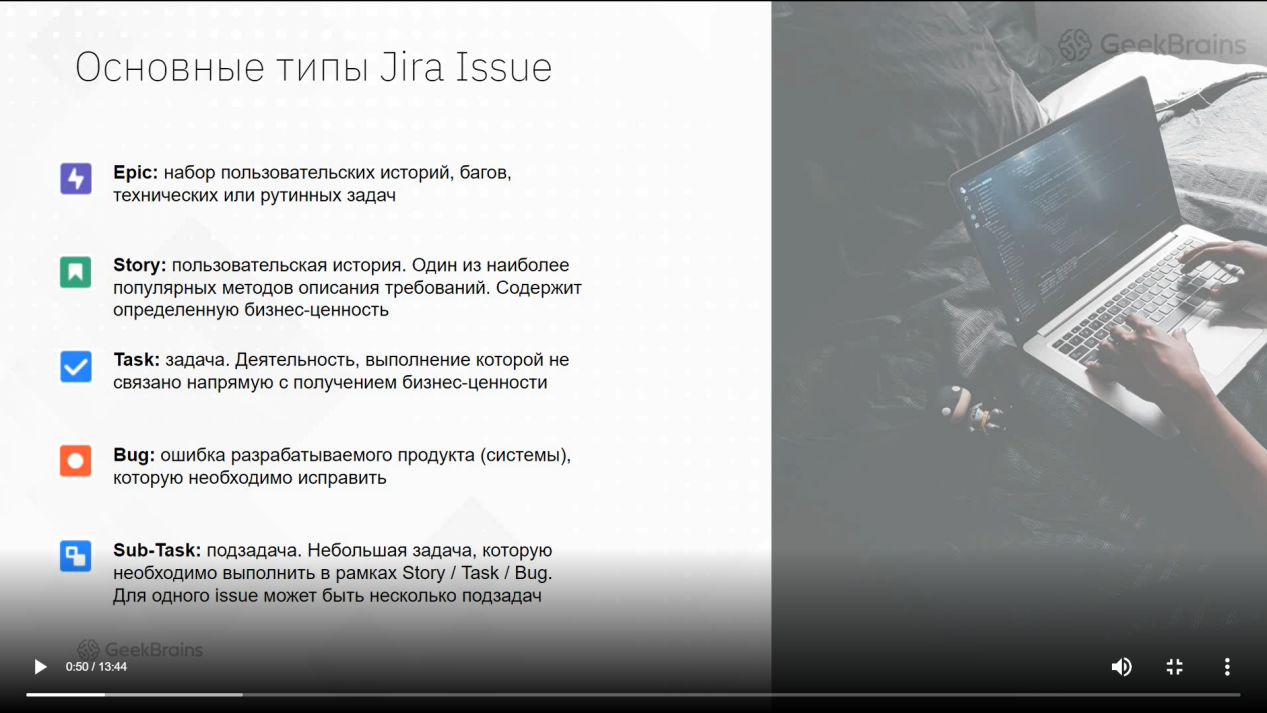 Основные типы Jira Issue
GeekBrains
Epic: набор пользовательских историй, багов,
технических или рутинных задач
Story: пользовательская история. Один из наиболее
популярных методов описания требований. Содержит
определенную бизнес-ценность
Task: задача. Деятельность, выполнение которой не
связано напрямую с получением бизнес-ценности
Bug: ошибка разрабатываемого продукта (системы),
которую необходимо исправить
Sub-Task: подзадача. Небольшая задача, которую
необходимо выполнить в рамках Story / Task / Bug.
Для одного issue может быть несколько подзадач
GeekBrains
0:50 / 13:44